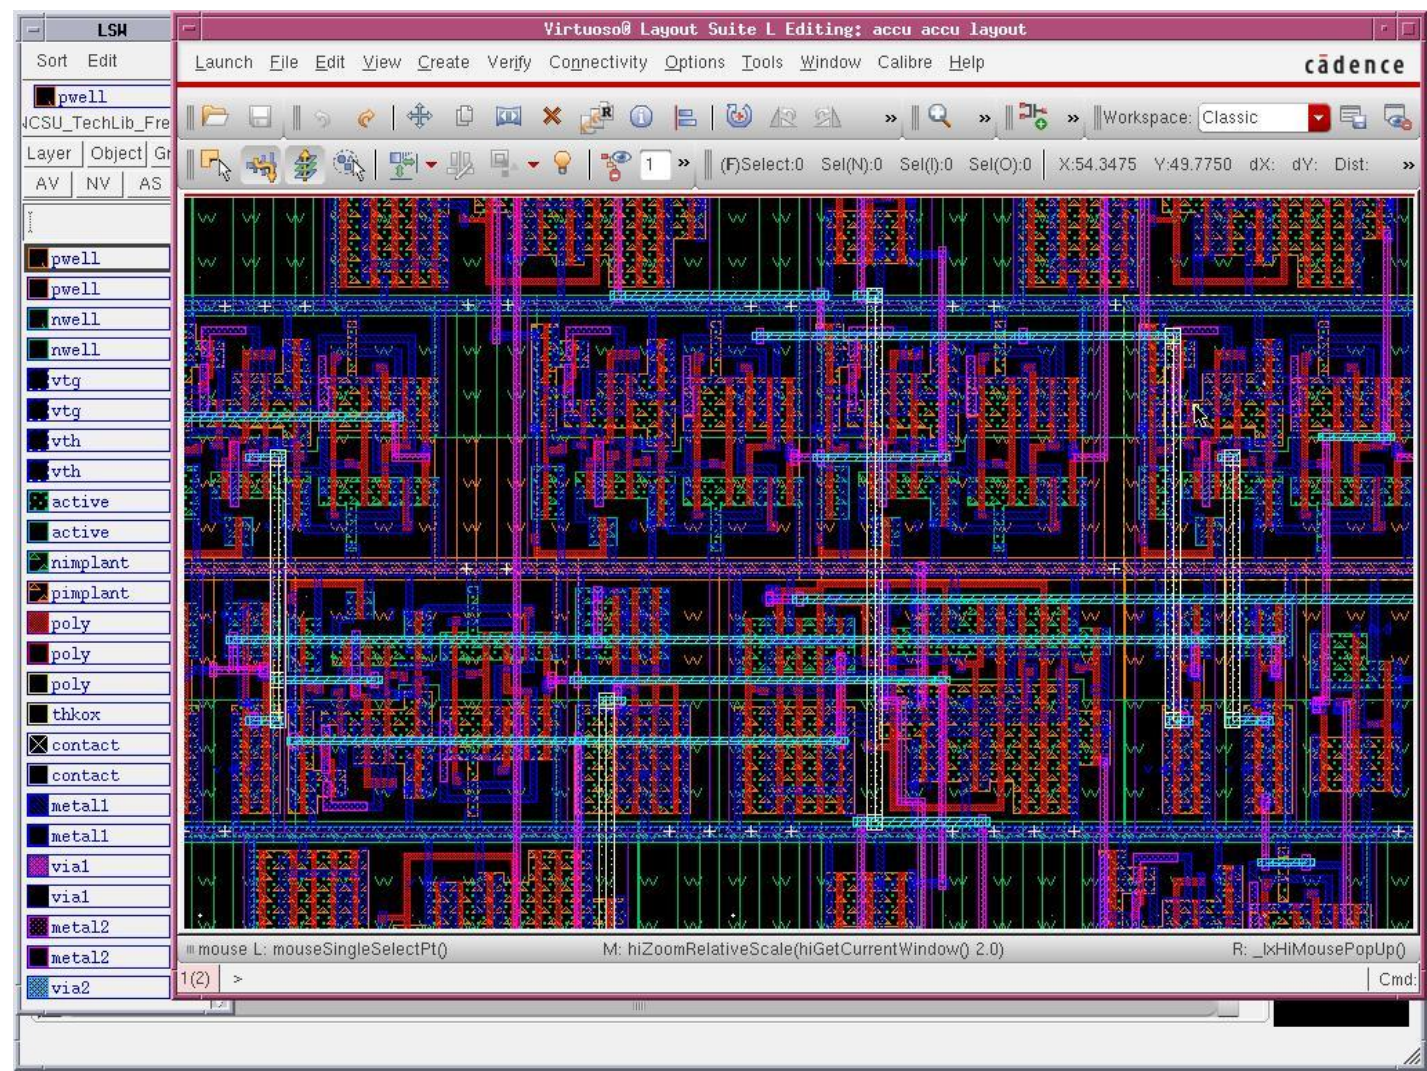 LSW
Sort Edit
pwell
NCSU_TechLib_Fre
Layer Object Gr
AV NV AS
pwell
pwell
nwell
nwell
vtg
vtg
vth
vth
active
active
nimplant
pimplant
poly
poly
poly
thkox
contact
contact
metal1
metal1
via1
via1
metal2
metal2
via2
Virtuoso® Layout Suite L Editing: accu accu layout
Launch File Edit View Create Verify Connectivity Options Tools Window Calibre Help
cādence
» » » Workspace: Classic
1 » (F)Select:0 Sel(N):0 Sel(I):0 Sel(O):0 X:54.3475 Y:49.7750 dX: dY: Dist: »
mouse L: mouseSingleSelectPt() M: hiZoomRelativeScale(hiGetCurrentWindow() 2.0) R: _lxHiMousePopUp()
1(2) > Cmd: